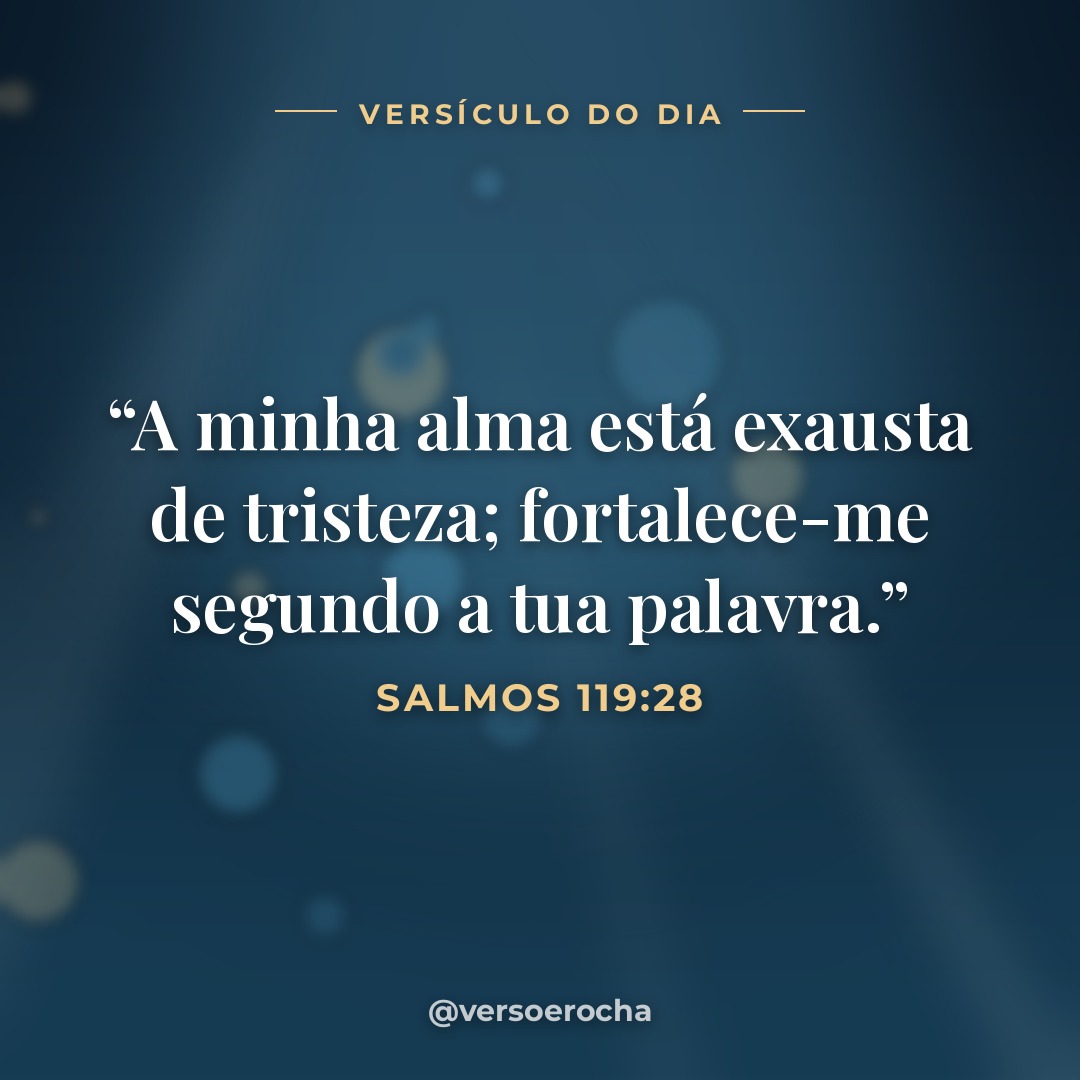 VERSÍCULO DO DIA
“A minha alma está exausta
de tristeza; fortalece-me
segundo a tua palavra.”
SALMOS 119:28
@versoerocha